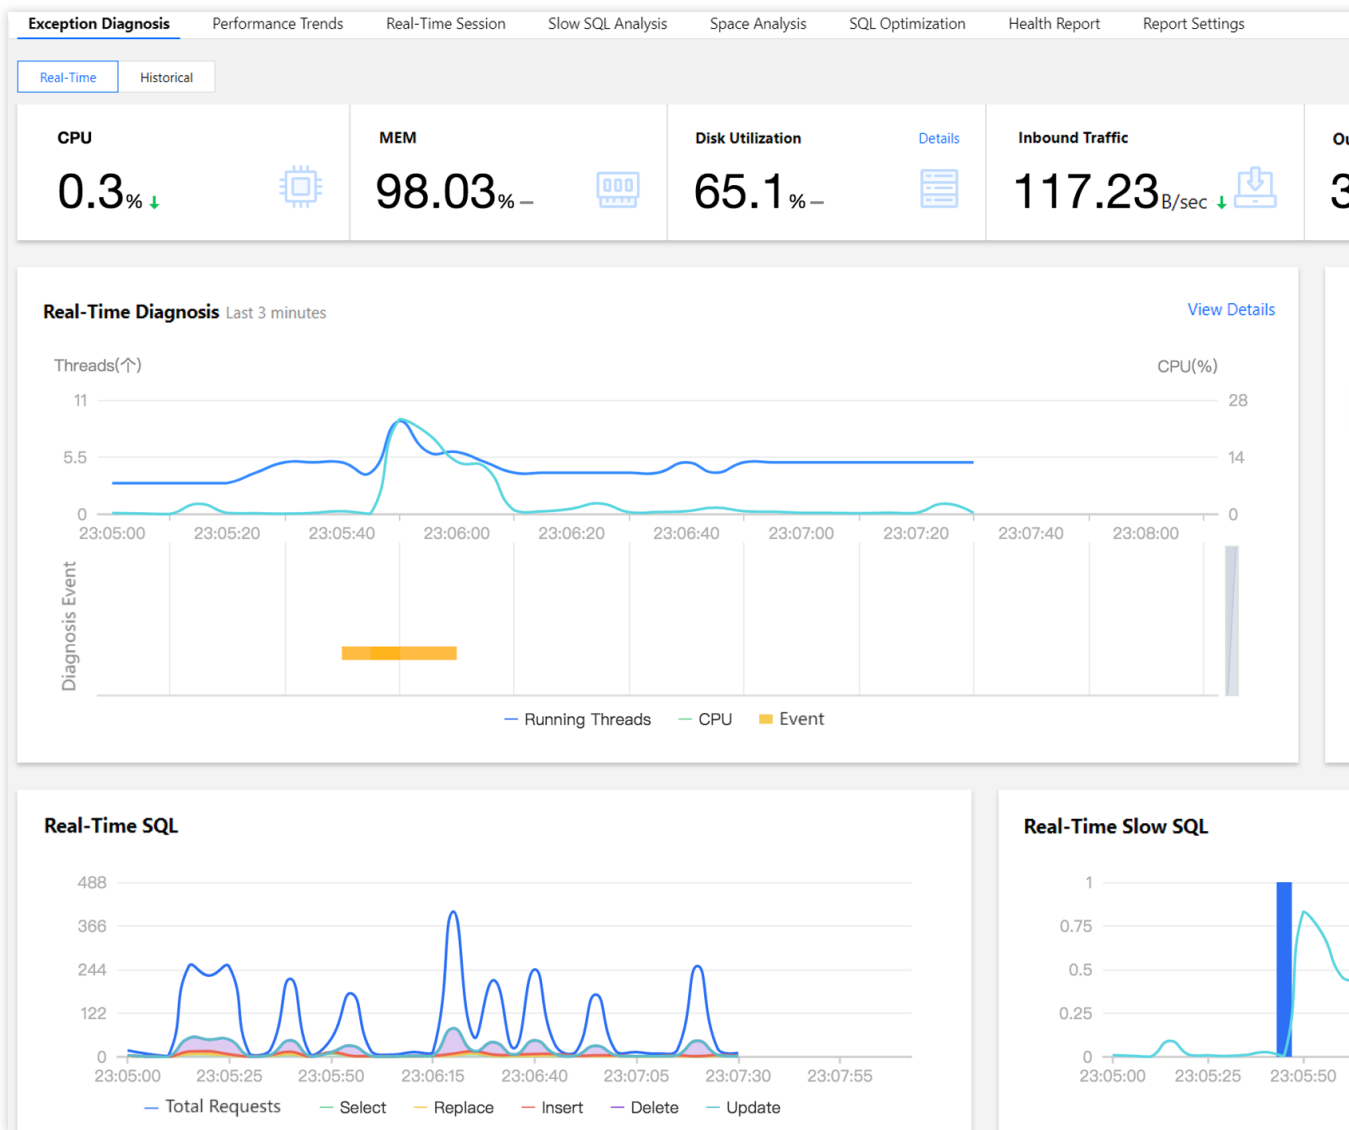 Exception Diagnosis Performance Trends Real-Time Session Slow SQL Analysis Space Analysis SQL Optimization Health Report Report Settings
Real-Time Historical
CPU MEM Disk Utilization Details Inbound Traffic Ou
0.3% 98.03% 65.1% 117.23B/sec 3
Real-Time Diagnosis Last 3 minutes View Details
Threads(个) CPU(%)
11 28
5.5 14
0 0
23:05:00 23:05:20 23:05:40 23:06:00 23:06:20 23:06:40 23:07:00 23:07:20 23:07:40 23:08:00
Diagnosis Event
Running Threads CPU Event
Real-Time SQL
488
366
244
122
0
23:05:00 23:05:25 23:05:50 23:06:15 23:06:40 23:07:05 23:07:30 23:07:55
Total Requests Select Replace Insert Delete Update
Real-Time Slow SQL
1
0.75
0.5
0.25
0
23:05:00 23:05:25 23:05:50